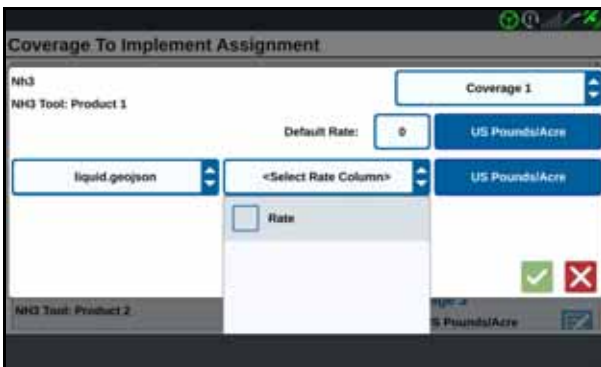 Coverage To Implement Assignment
Nh3
Coverage 1
NH3 Tool: Product 1
Default Rate: 0 US Pounds/Acre
liquid.geojson <Select Rate Column> US Pounds/Acre
Rate
NH3 Tool: Product 2
S Pounds/Acre